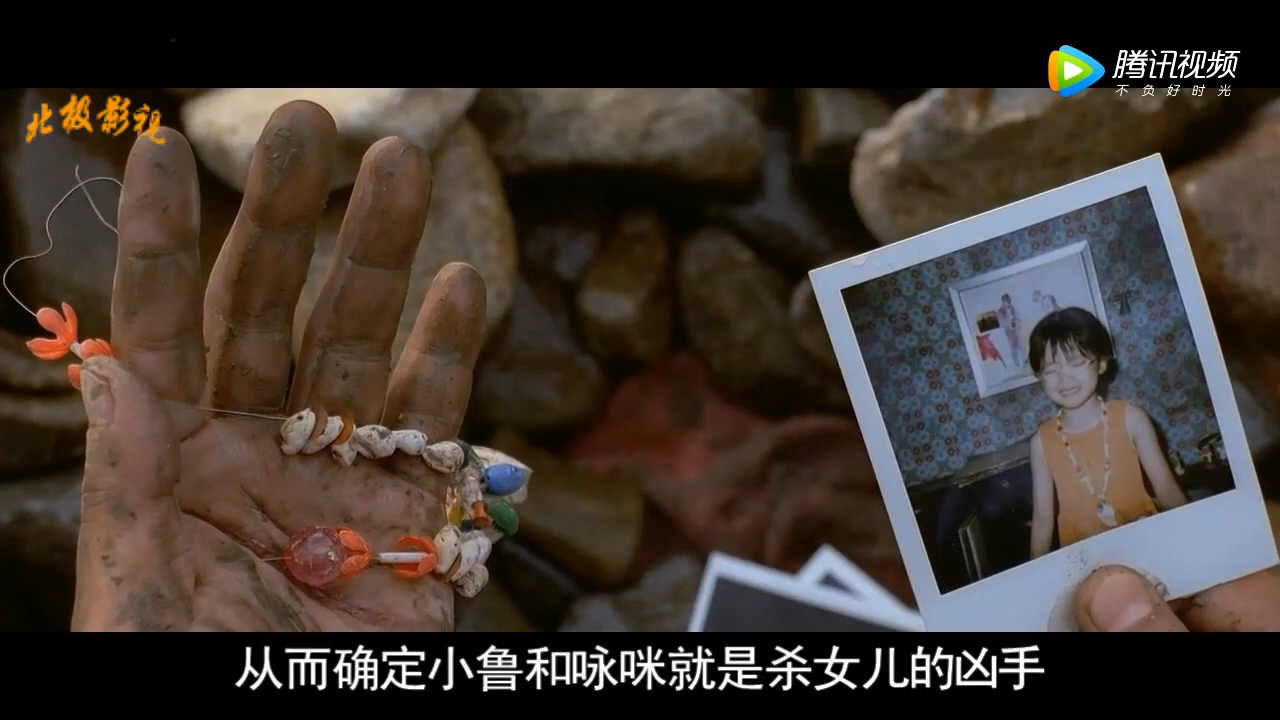 腾讯视频
不负好时光
北极影视
从而确定小鲁和咏咪就是杀女儿的凶手